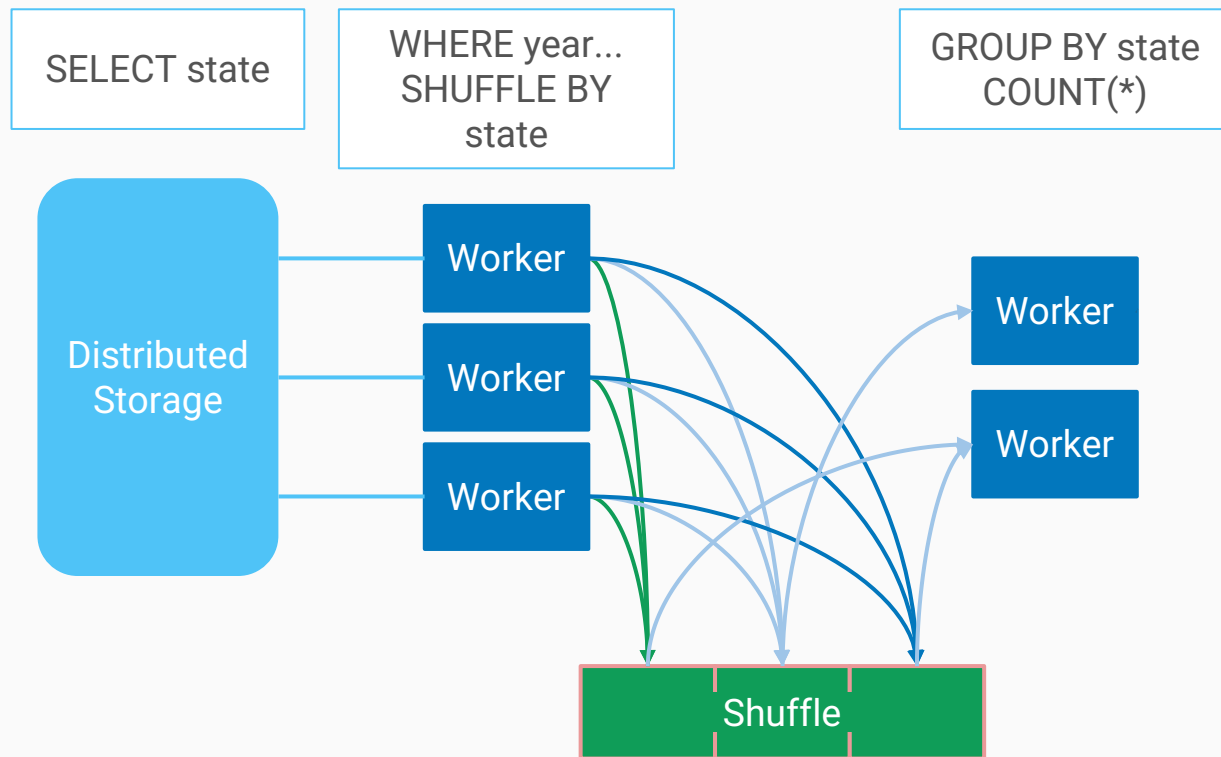 SELECT state
WHERE year...
SHUFFLE BY
state
GROUP BY state
COUNT(*)
Distributed
Storage
Worker
Worker
Worker
Worker
Worker
Shuffle